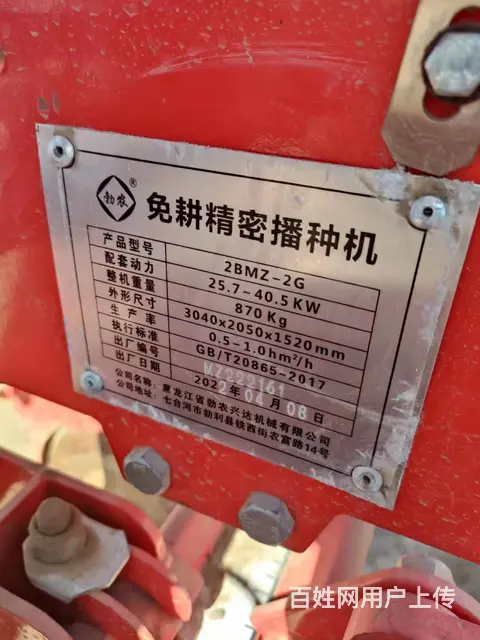 勃农®
免耕精密播种机
产品型号 2BMZ-2G
配套动力 25.7-40.5KW
整机重量 870Kg
外形尺寸 3040x2050x1520mm
生产率 0.5-1.0hm²/h
执行标准 GB/T20865-2017
出厂编号 MZ222161
出厂日期 2022年04月08日
公司名称:黑龙江省勃农兴达机械有限公司
公司地址:七台河市勃利县铁西街农富路14号
百姓网用户上传